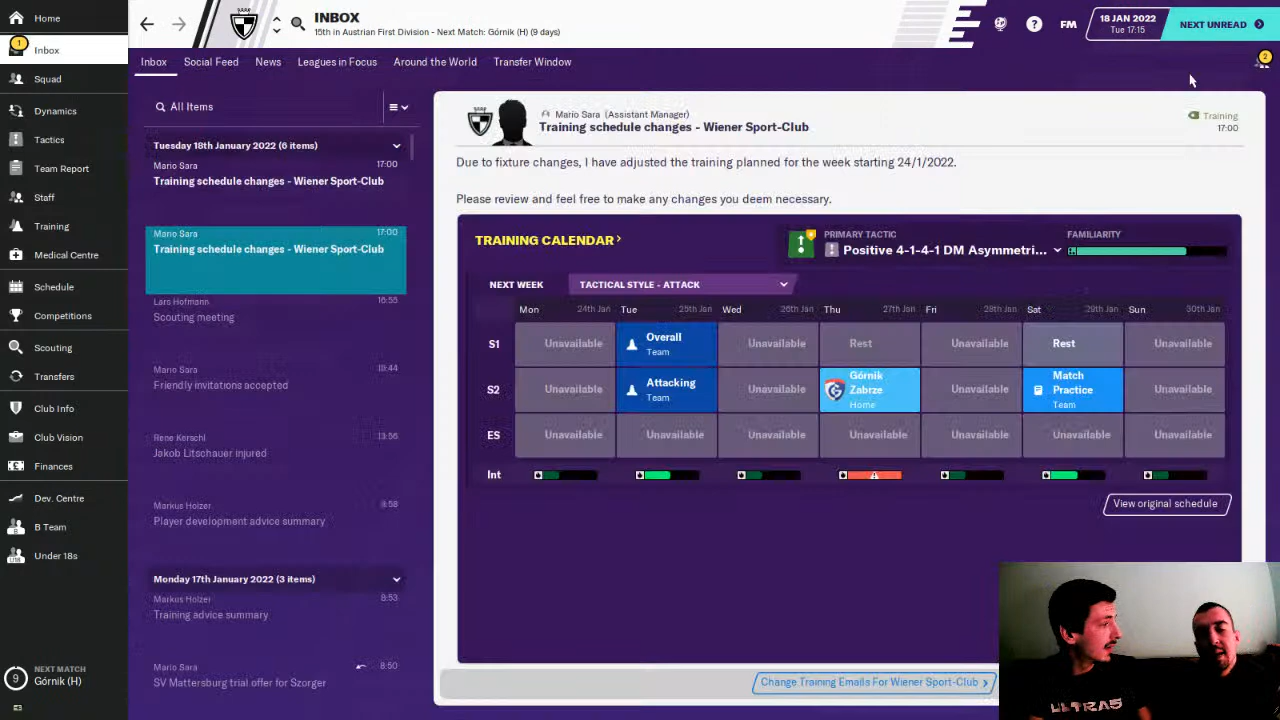 Home
Inbox
1
Squad
Dynamics
Tactics
Team Report
Staff
Training
Medical Centre
Schedule
Competitions
Scouting
Transfers
Club Info
Club Vision
Finances
Dev. Centre
B Team
Under 18s
9
NEXT MATCH
Górnik (H)
INBOX
15th in Austrian First Division - Next Match: Górnik (H) (9 days)
?
FM
18 JAN 2022
Tue 17:15
NEXT UNREAD
2
Inbox
Social Feed
News
Leagues in Focus
Around the World
Transfer Window
All Items
Tuesday 18th January 2022 (6 items)
Mario Sara 17:00
Training schedule changes - Wiener Sport-Club
Mario Sara 17:00
Training schedule changes - Wiener Sport-Club
Lars Hofmann 16:55
Scouting meeting
Mario Sara
Friendly invitations accepted
Rene Kerschl 13:56
Jakob Litschauer injured
Markus Holzer
Player development advice summary
Monday 17th January 2022 (3 items)
Markus Holzer 8:53
Training advice summary
Mario Sara 8:50
SV Mattersburg trial offer for Szorger
Mario Sara (Assistant Manager)
Training schedule changes - Wiener Sport-Club
Training
17:00
Due to fixture changes, I have adjusted the training planned for the week starting 24/1/2022.
Please review and feel free to make any changes you deem necessary.
TRAINING CALENDAR
PRIMARY TACTIC
Positive 4-1-4-1 DM Asymmetri...
FAMILIARITY
NEXT WEEK
TACTICAL STYLE - ATTACK
Mon 24th Jan Tue 25th Jan Wed 26th Jan Thu 27th Jan Fri 28th Jan Sat 29th Jan Sun 30th Jan
S1 Unavailable Overall Team Unavailable Rest Unavailable Rest Unavailable
S2 Unavailable Attacking Team Unavailable Górnik Zabrze Home Unavailable Match Practice Team Unavailable
ES Unavailable Unavailable Unavailable Unavailable Unavailable Unavailable Unavailable
Int
View original schedule
Change Training Emails For Wiener Sport-Club
ULTRAS